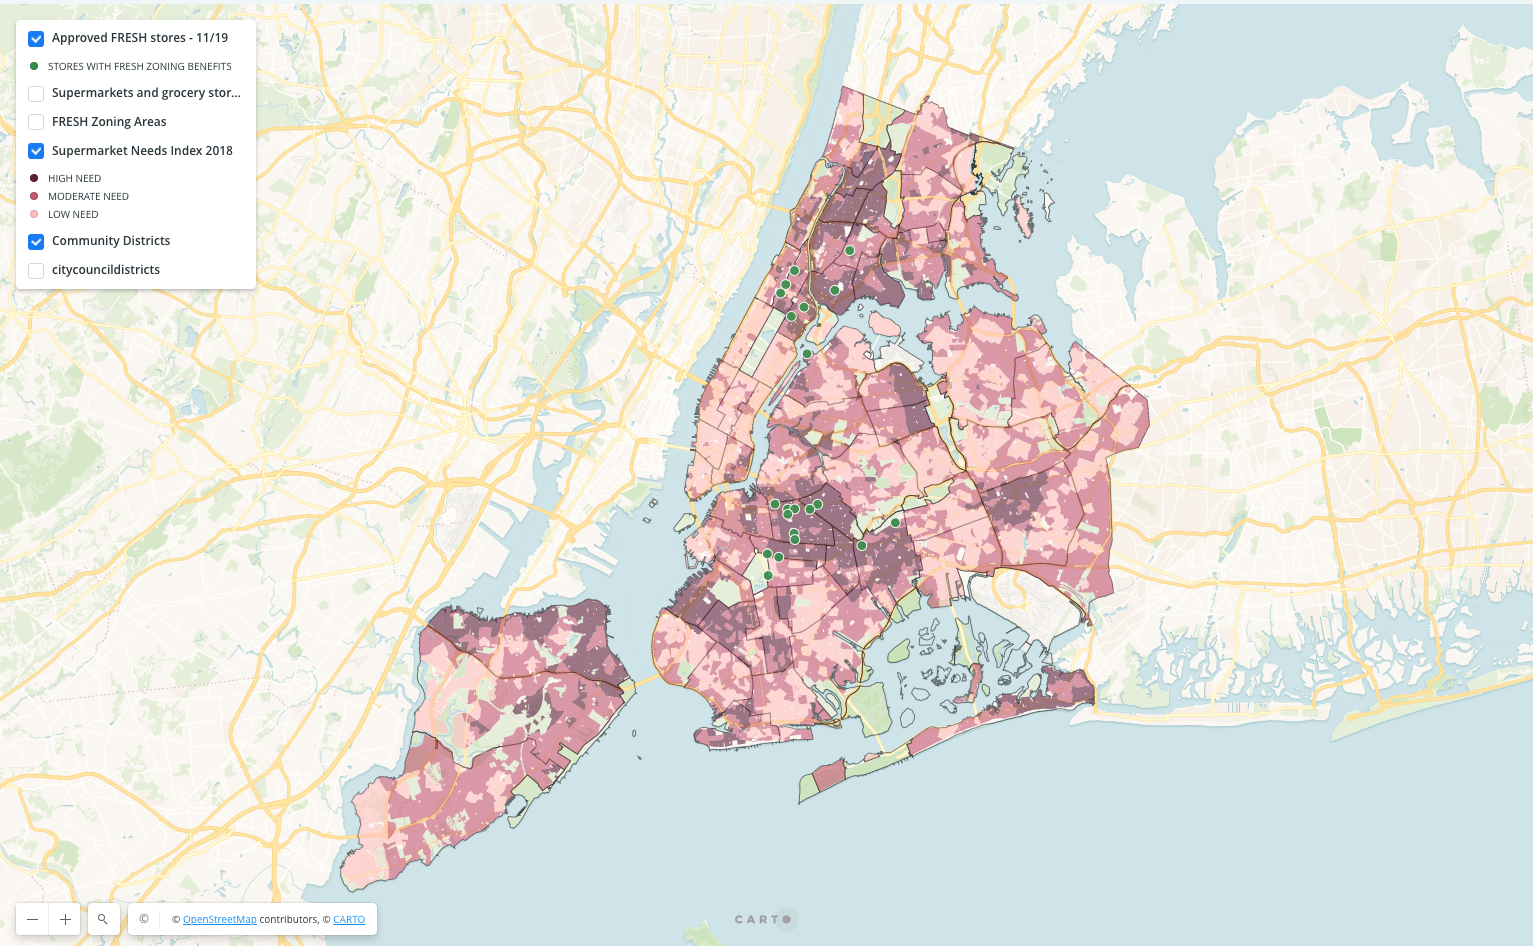 Approved FRESH stores - 11/19
STORES WITH FRESH ZONING BENEFITS
Supermarkets and grocery stor...
FRESH Zoning Areas
Supermarket Needs Index 2018
HIGH NEED
MODERATE NEED
LOW NEED
Community Districts
citycouncildistricts
© © OpenStreetMap contributors, © CARTO
CARTO